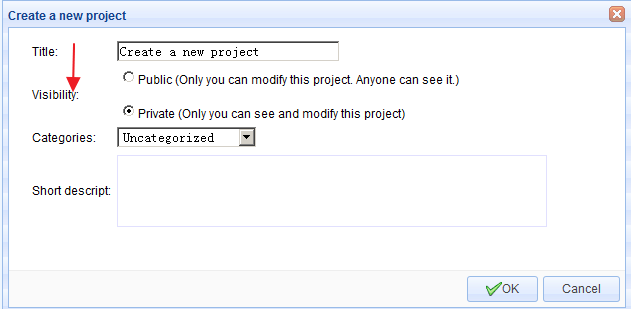 Create a new project
Title: Create a new project
Public (Only you can modify this project. Anyone can see it.)
Visibility:
Private (Only you can see and modify this project)
Categories: Uncategorized
Short descript:
OK Cancel